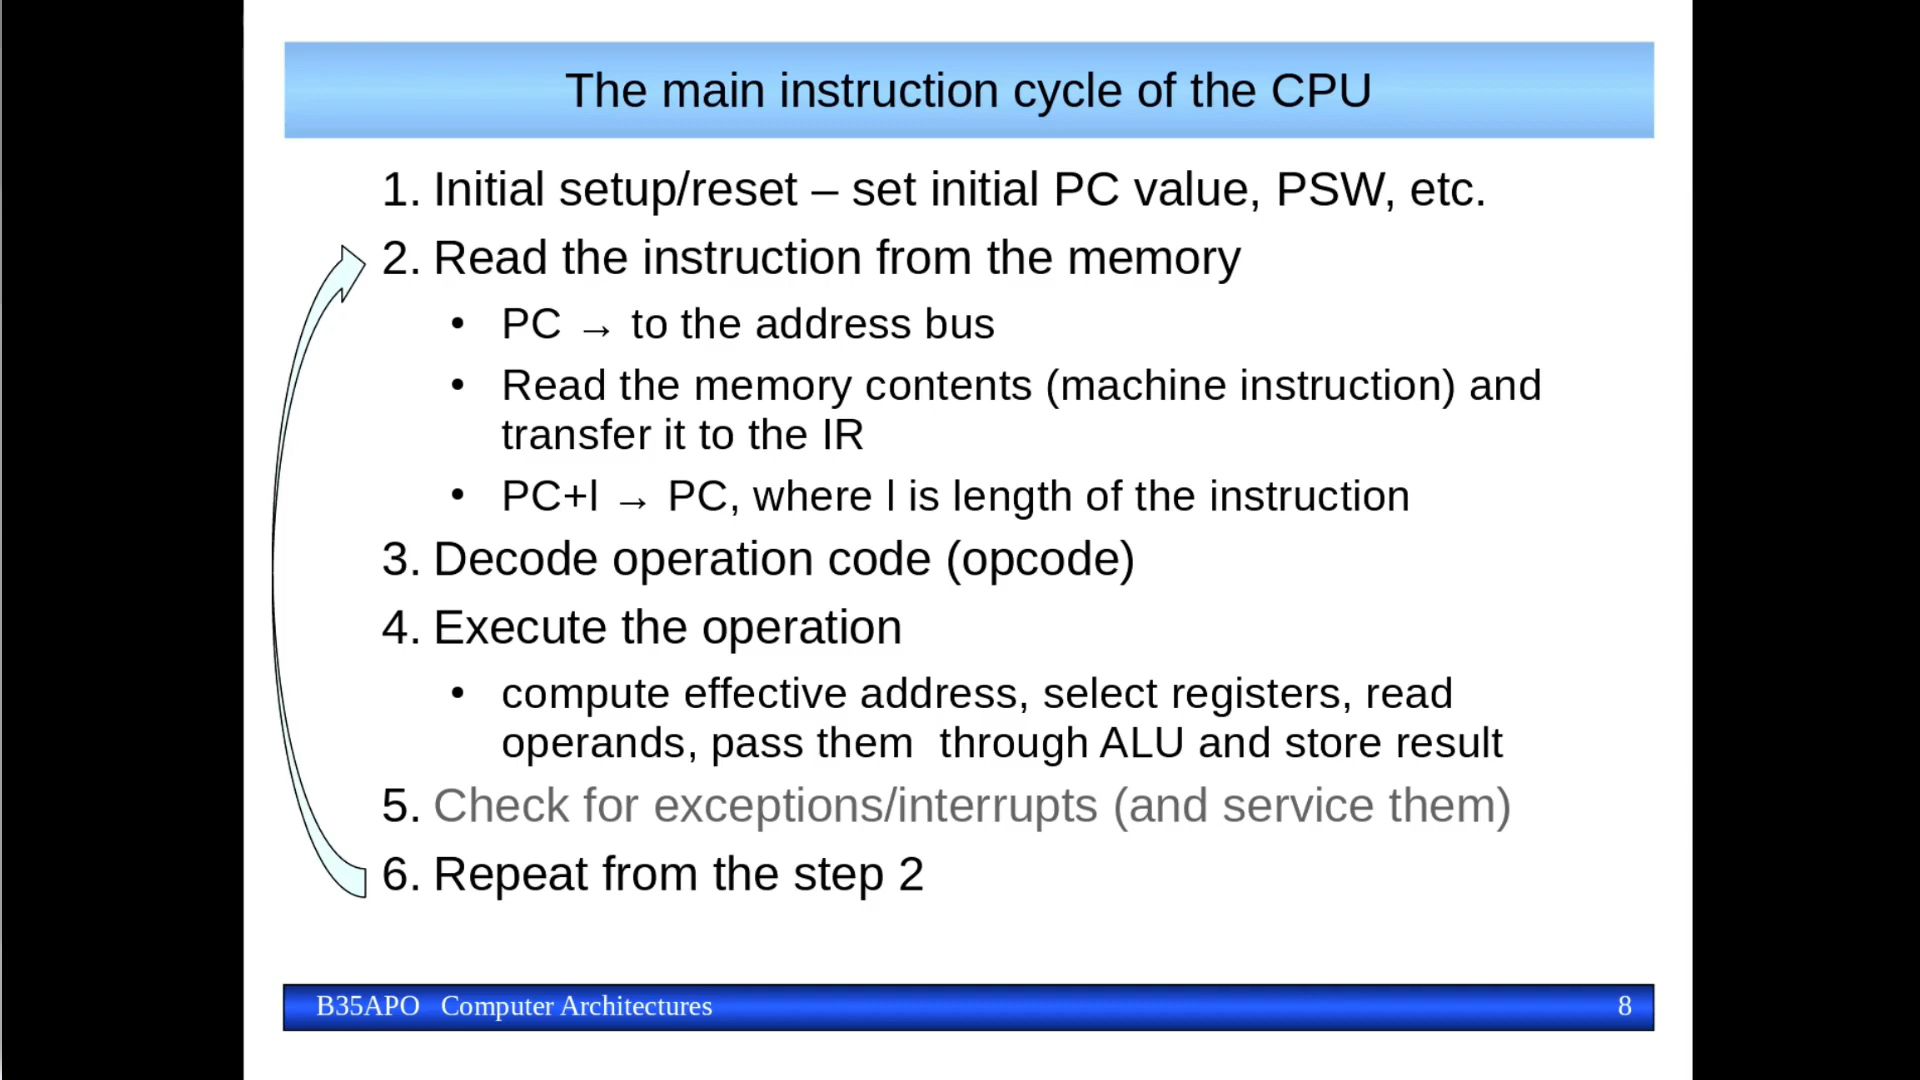 The main instruction cycle of the CPU
1. Initial setup/reset – set initial PC value, PSW, etc.
2. Read the instruction from the memory
• PC → to the address bus
• Read the memory contents (machine instruction) and
transfer it to the IR
• PC+l → PC, where l is length of the instruction
3. Decode operation code (opcode)
4. Execute the operation
• compute effective address, select registers, read
operands, pass them  through ALU and store result
5. Check for exceptions/interrupts (and service them)
6. Repeat from the step 2
B35APO   Computer Architectures 8